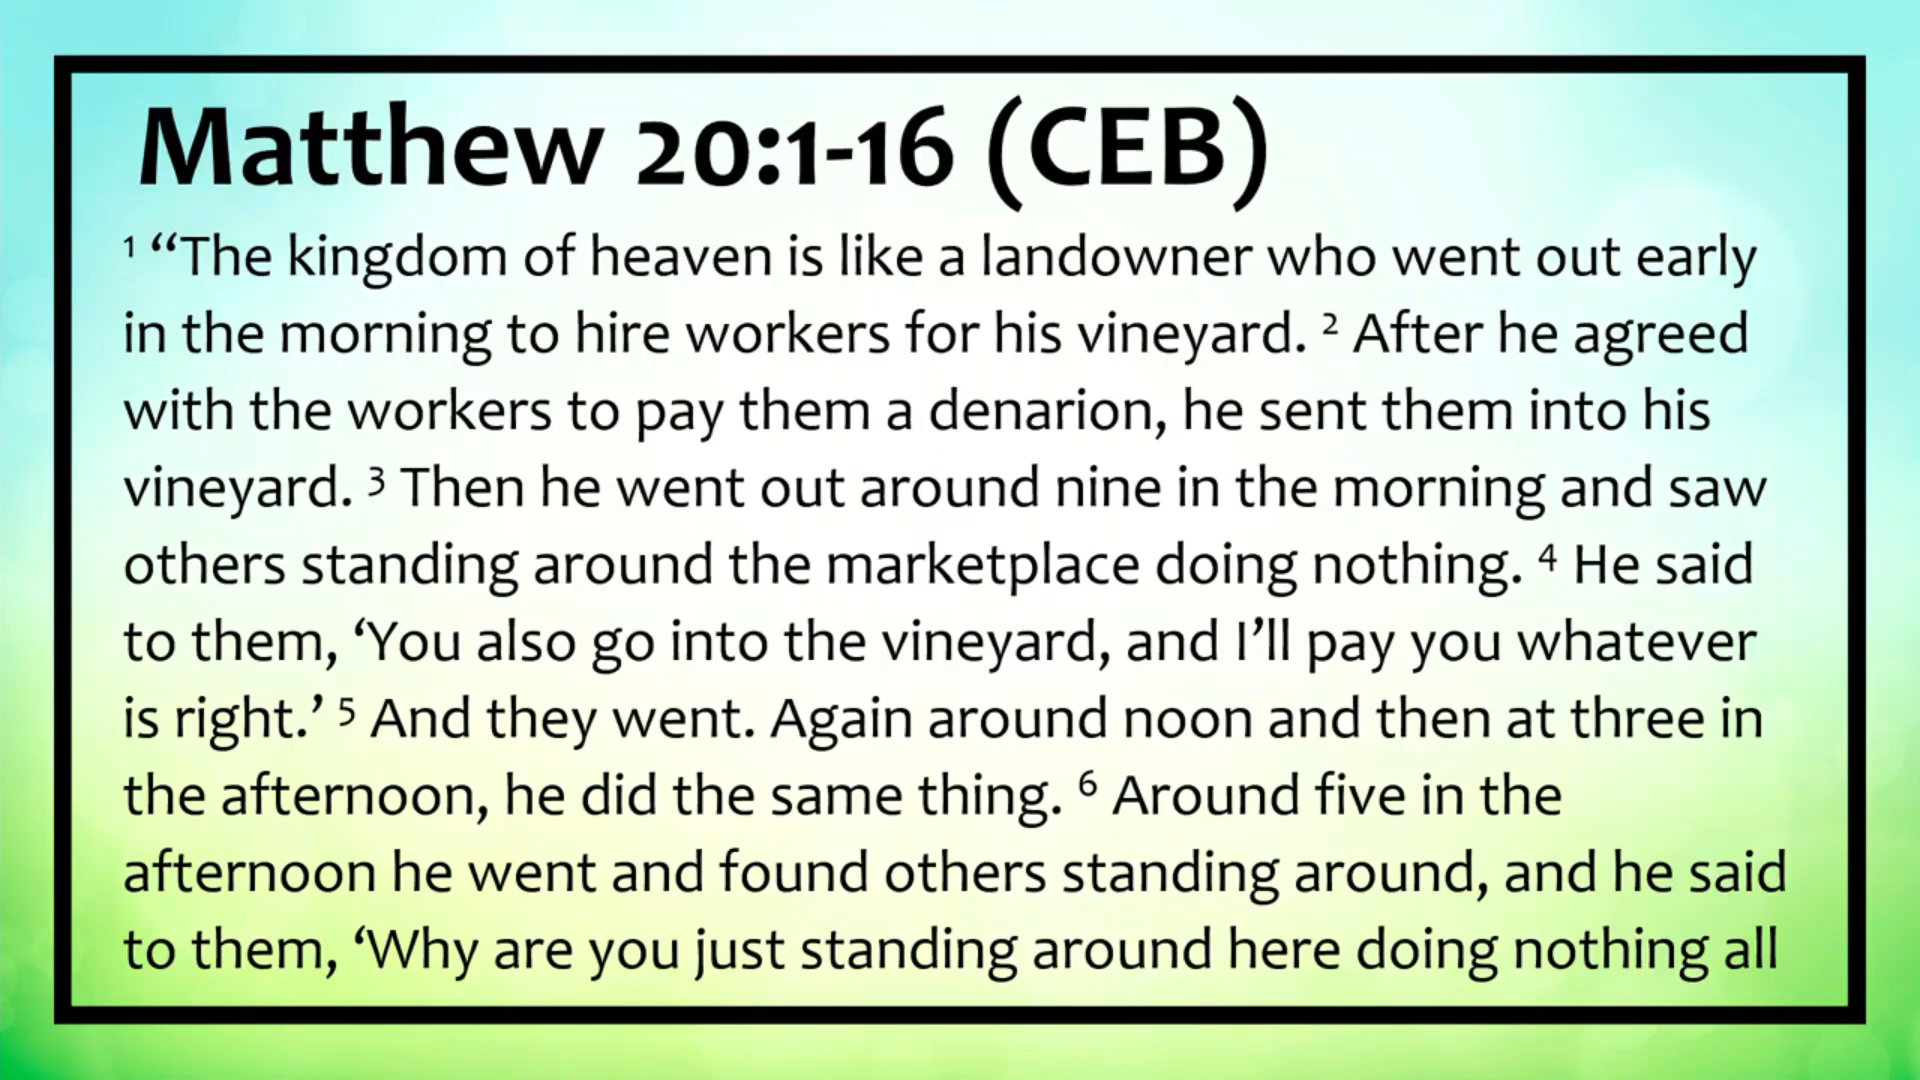 Matthew 20:1-16 (CEB)
¹ “The kingdom of heaven is like a landowner who went out early
in the morning to hire workers for his vineyard. ² After he agreed
with the workers to pay them a denarion, he sent them into his
vineyard. ³ Then he went out around nine in the morning and saw
others standing around the marketplace doing nothing. ⁴ He said
to them, ‘You also go into the vineyard, and I’ll pay you whatever
is right.’ ⁵ And they went. Again around noon and then at three in
the afternoon, he did the same thing. ⁶ Around five in the
afternoon he went and found others standing around, and he said
to them, ‘Why are you just standing around here doing nothing all